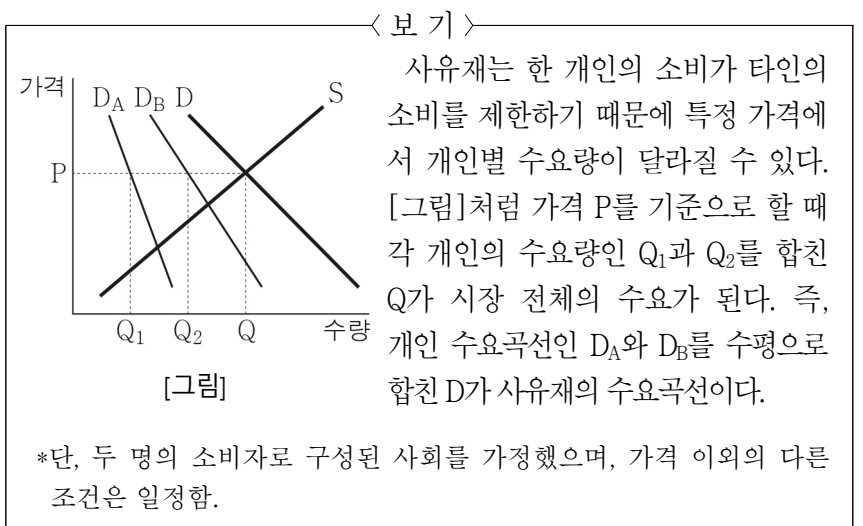 〈 보 기 〉
가격
D_A D_B D
S
P
Q₁ Q₂ Q 수량
[그림]
사유재는 한 개인의 소비가 타인의
소비를 제한하기 때문에 특정 가격에
서 개인별 수요량이 달라질 수 있다.
[그림]처럼 가격 P를 기준으로 할 때
각 개인의 수요량인 Q₁과 Q₂를 합친
Q가 시장 전체의 수요가 된다. 즉,
개인 수요곡선인 D_A와 D_B를 수평으로
합친 D가 사유재의 수요곡선이다.
*단, 두 명의 소비자로 구성된 사회를 가정했으며, 가격 이외의 다른
조건은 일정함.